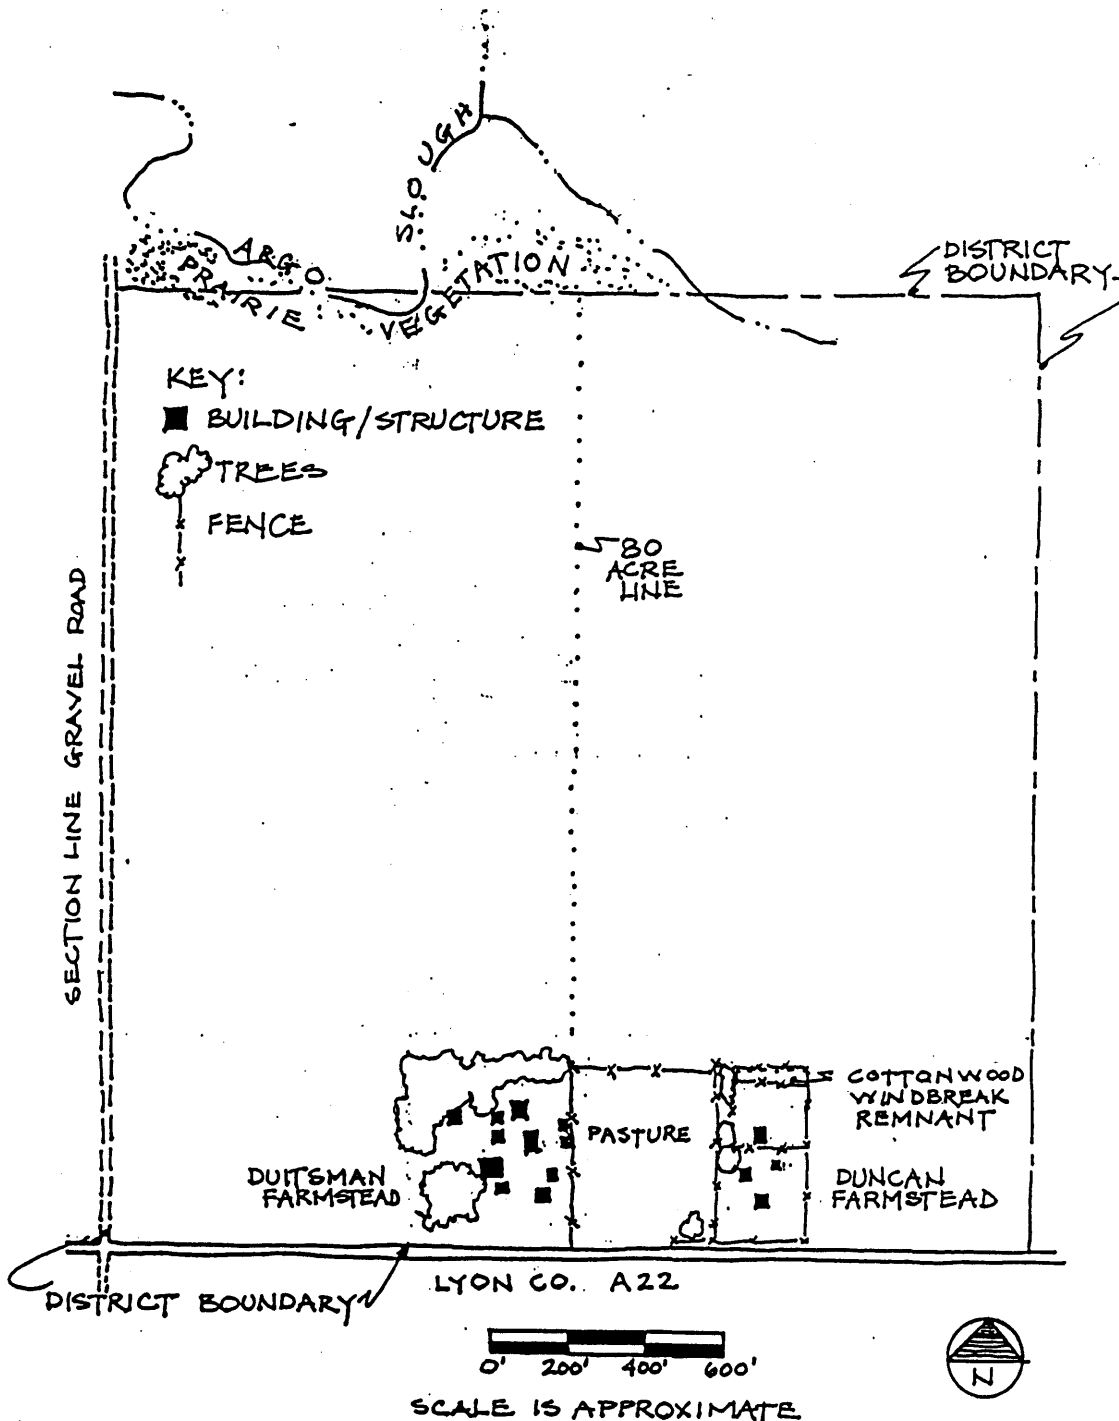 SLOUGH
ARGO
PRAIRIE
VEGETATION
DISTRICT
BOUNDARY
KEY:
BUILDING/STRUCTURE
TREES
FENCE
80
ACRE
LINE
SECTION LINE GRAVEL ROAD
COTTONWOOD
WINDBREAK
REMNANT
PASTURE
DUITSMAN
FARMSTEAD
DUNCAN
FARMSTEAD
LYON CO. A22
DISTRICT BOUNDARY
0' 200' 400' 600'
SCALE IS APPROXIMATE
N